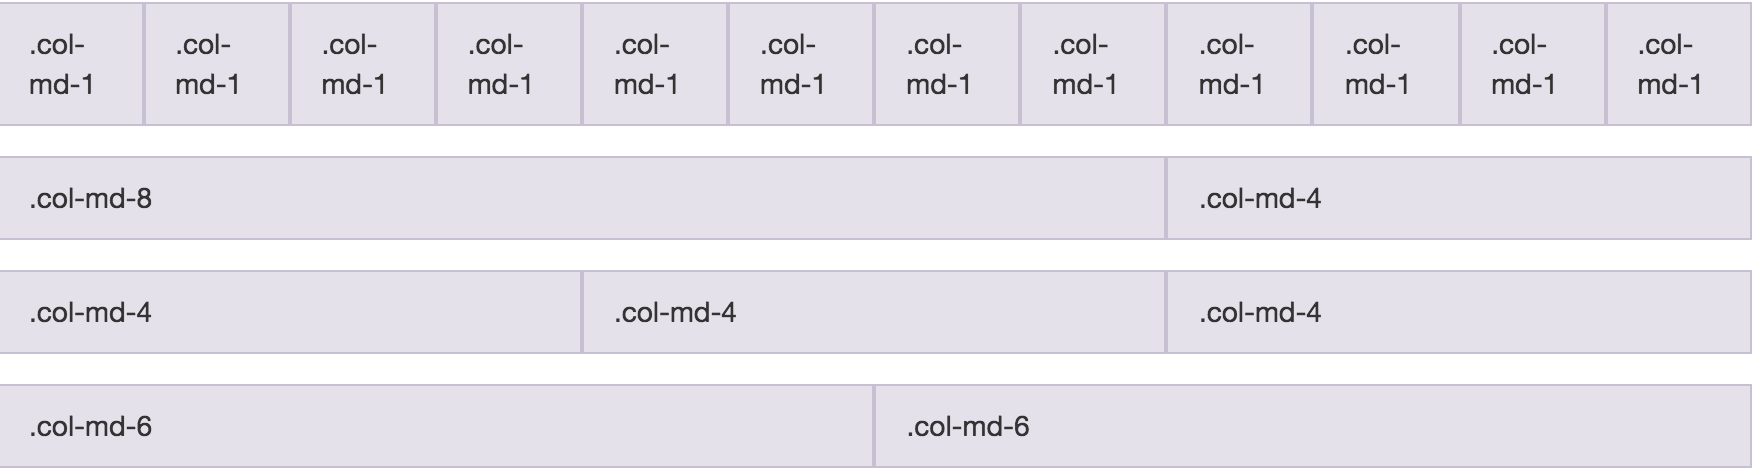 .col- .col- .col- .col- .col- .col- .col- .col- .col- .col- .col- .col-
md-1 md-1 md-1 md-1 md-1 md-1 md-1 md-1 md-1 md-1 md-1 md-1
.col-md-8 .col-md-4
.col-md-4 .col-md-4 .col-md-4
.col-md-6 .col-md-6